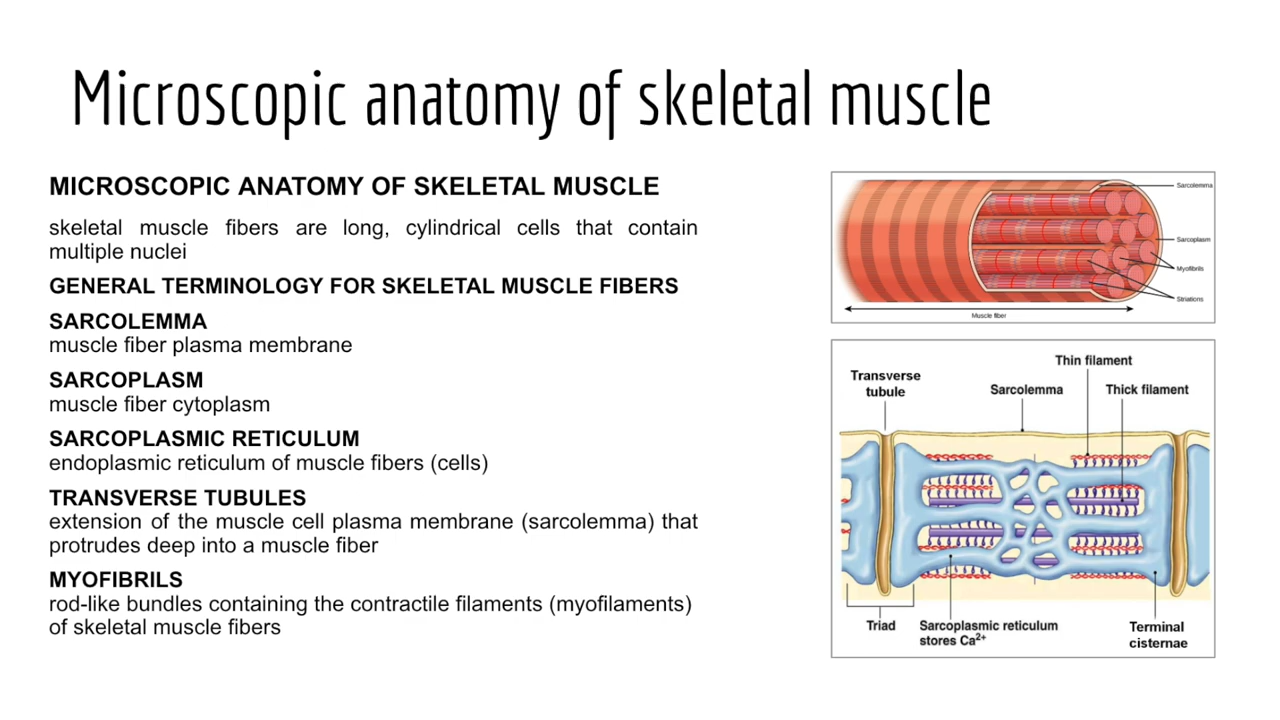 Microscopic anatomy of skeletal muscle
MICROSCOPIC ANATOMY OF SKELETAL MUSCLE
skeletal muscle fibers are long, cylindrical cells that contain
multiple nuclei
GENERAL TERMINOLOGY FOR SKELETAL MUSCLE FIBERS
SARCOLEMMA
muscle fiber plasma membrane
SARCOPLASM
muscle fiber cytoplasm
SARCOPLASMIC RETICULUM
endoplasmic reticulum of muscle fibers (cells)
TRANSVERSE TUBULES
extension of the muscle cell plasma membrane (sarcolemma) that
protrudes deep into a muscle fiber
MYOFIBRILS
rod-like bundles containing the contractile filaments (myofilaments)
of skeletal muscle fibers
Sarcolemma
Sarcoplasm
Myofibrils
Striations
Muscle fiber
Thin filament
Transverse
tubule
Sarcolemma
Thick filament
Triad
Sarcoplasmic reticulum
stores Ca²⁺
Terminal
cisternae